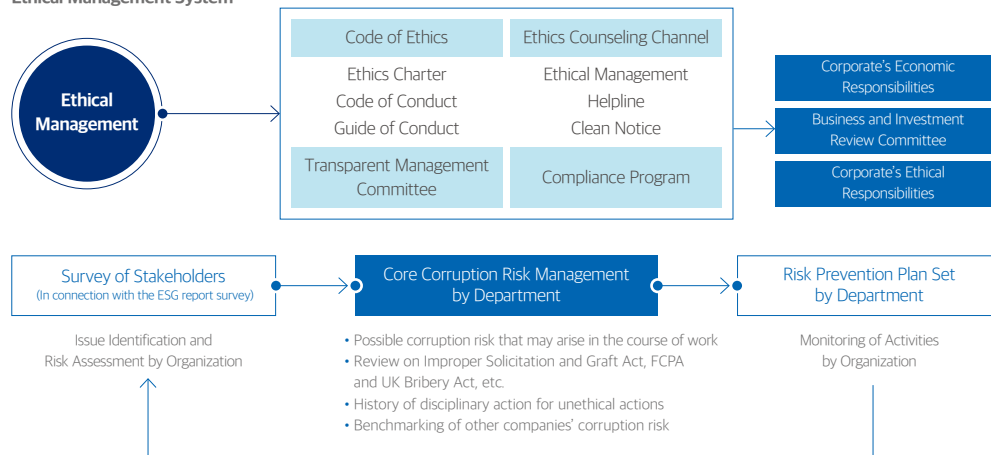 Ethical Management System
Ethical
Management
Code of Ethics
Ethics Charter
Code of Conduct
Guide of Conduct
Transparent Management
Committee
Ethics Counseling Channel
Ethical Management
Helpline
Clean Notice
Compliance Program
Corporate's Economic
Responsibilities
Business and Investment
Review Committee
Corporate's Ethical
Responsibilities
Survey of Stakeholders
(In connection with the ESG report survey)
Issue Identification and
Risk Assessment by Organization
Core Corruption Risk Management
by Department
• Possible corruption risk that may arise in the course of work
• Review on Improper Solicitation and Graft Act, FCPA
and UK Bribery Act, etc.
• History of disciplinary action for unethical actions
• Benchmarking of other companies' corruption risk
Risk Prevention Plan Set
by Department
Monitoring of Activities
by Organization